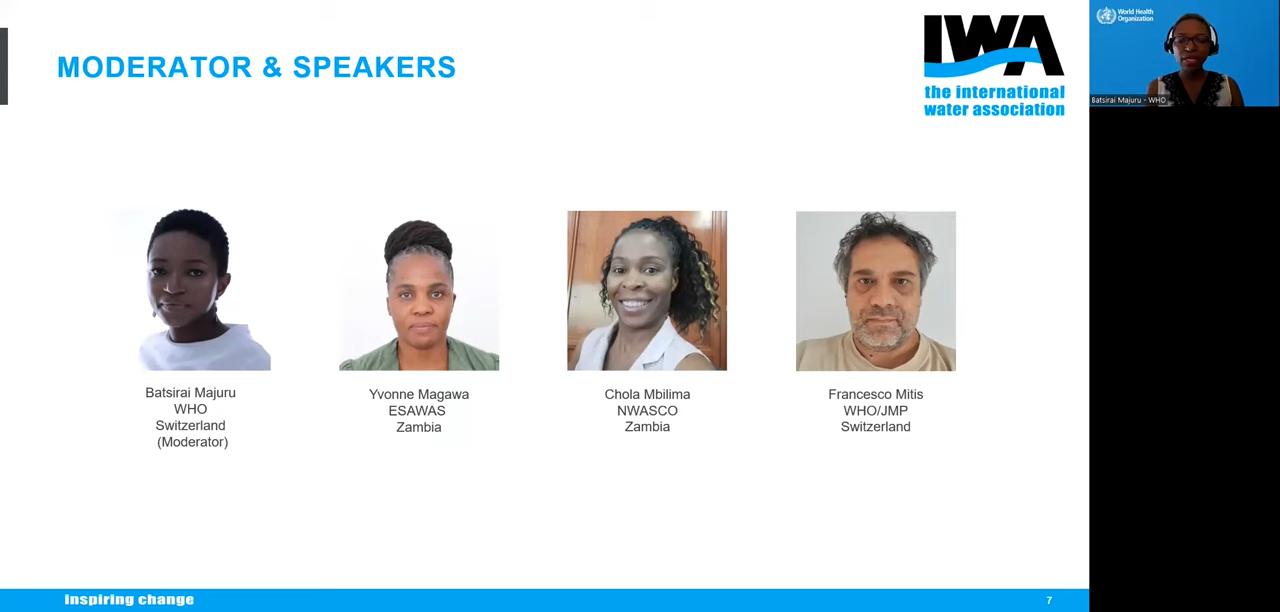 MODERATOR & SPEAKERS
IWA
the international
water association
World Health
Organization
Batsirai Majuru - WHO
Batsirai Majuru
WHO
Switzerland
(Moderator)
Yvonne Magawa
ESAWAS
Zambia
Chola Mbilima
NWASCO
Zambia
Francesco Mitis
WHO/JMP
Switzerland
inspiring change
7